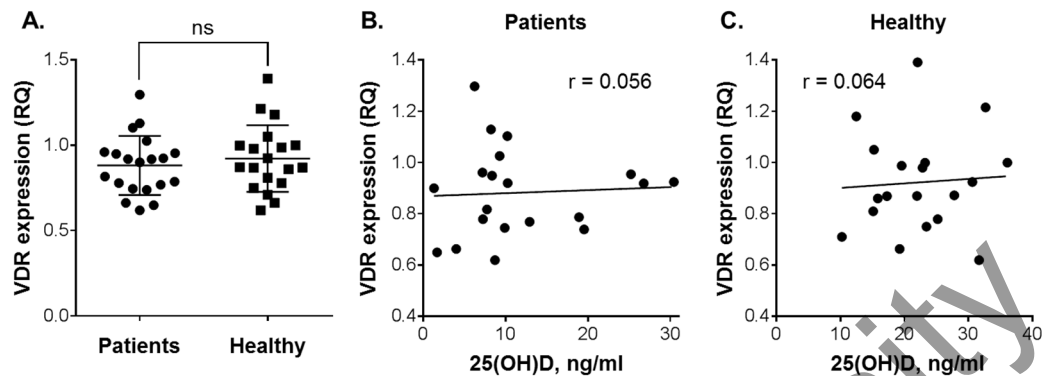 A.
ns
VDR expression (RQ)
1.5
1.0
0.5
0.0
Patients
Healthy
B.
Patients
r = 0.056
VDR expression (RQ)
1.4
1.2
1.0
0.8
0.6
0.4
0
10
20
30
25(OH)D, ng/ml
C.
Healthy
r = 0.064
VDR expression (RQ)
1.4
1.2
1.0
0.8
0.6
0.4
0
10
20
30
40
25(OH)D, ng/ml
ity